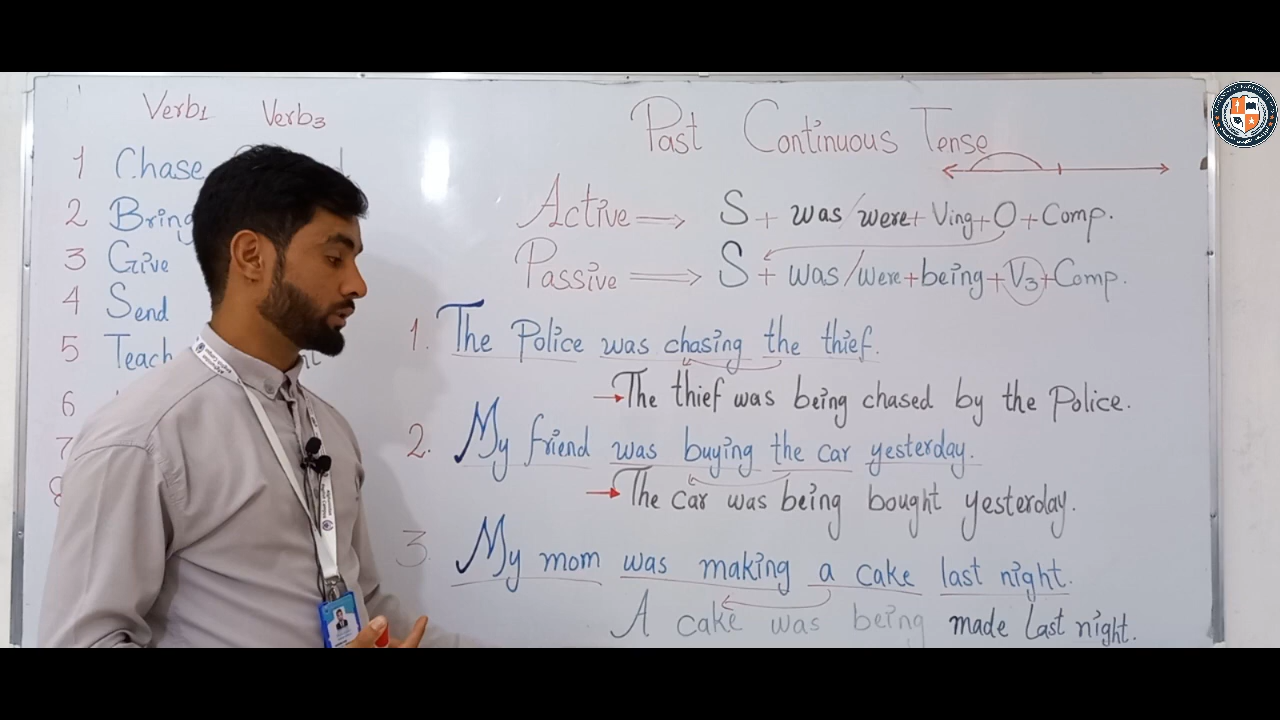 Verb1 Verb3
1 Chase
2 Bring
3 Give
4 Send
5 Teach
6
7
8
Past Continuous Tense
Active ⟹ S + was/were + Ving + O + Comp.
Passive ⟹ S + was/were + being + V3 + Comp.
1. The Police was chasing the thief.
→ The thief was being chased by the Police.
2. My friend was buying the car yesterday.
→ The car was being bought yesterday.
3. My mom was making a cake last night.
A cake was being made last night.